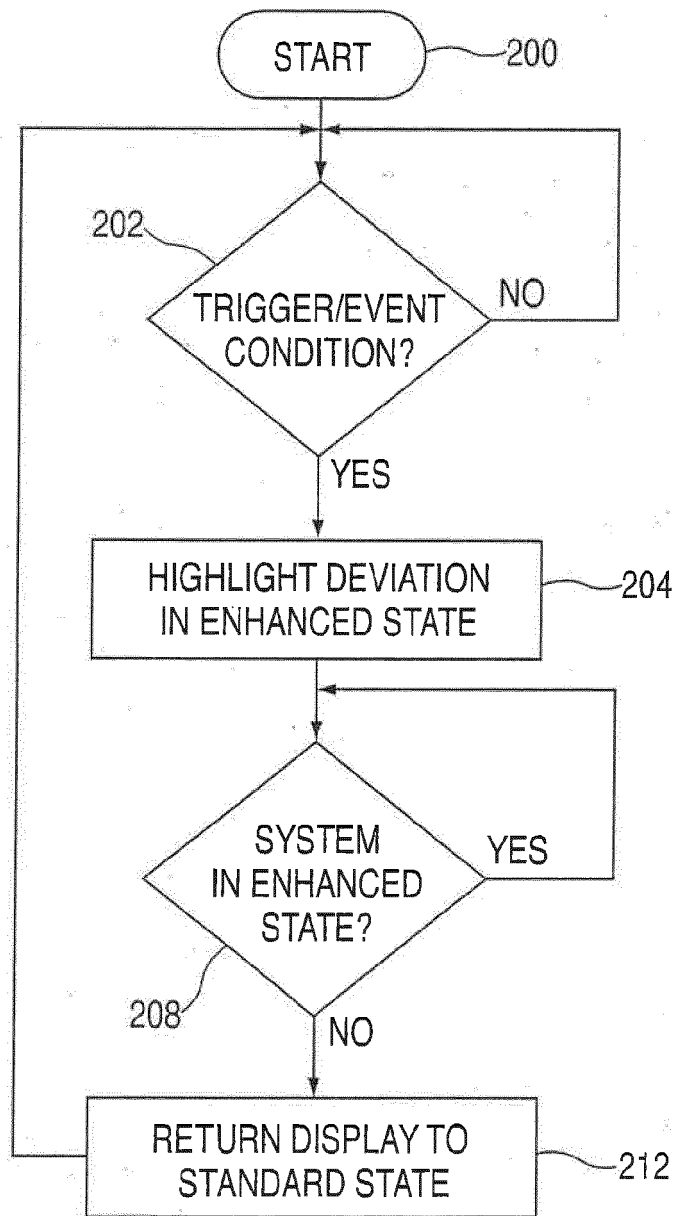 START
200
202
TRIGGER/EVENT
CONDITION?
NO
YES
HIGHLIGHT DEVIATION
IN ENHANCED STATE
204
SYSTEM
IN ENHANCED
STATE?
YES
208
NO
RETURN DISPLAY TO
STANDARD STATE
212